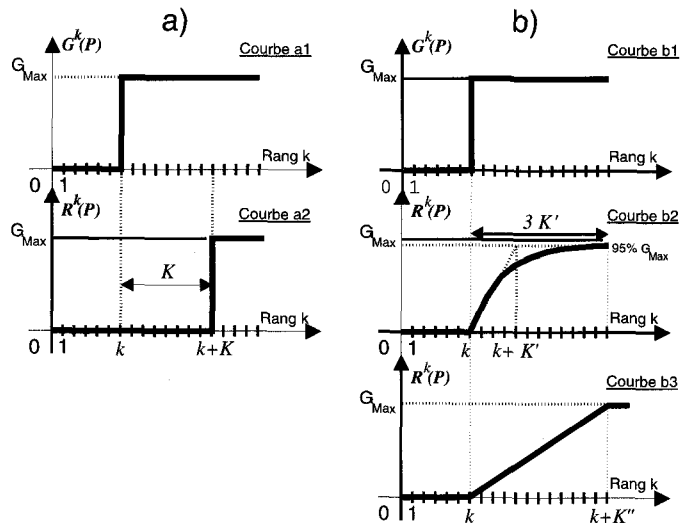 a)
G^k(P)
Courbe a1
G_Max
Rang k
0 1
R^k(P)
Courbe a2
G_Max
K
Rang k
0 1
k
k+K
b)
G^k(P)
Courbe b1
G_Max
Rang k
0 1
R^k(P)
Courbe b2
3 K'
G_Max
95% G_Max
Rang k
0 1
k
k+ K'
R^k(P)
Courbe b3
G_Max
Rang k
0 1
k
k+K"